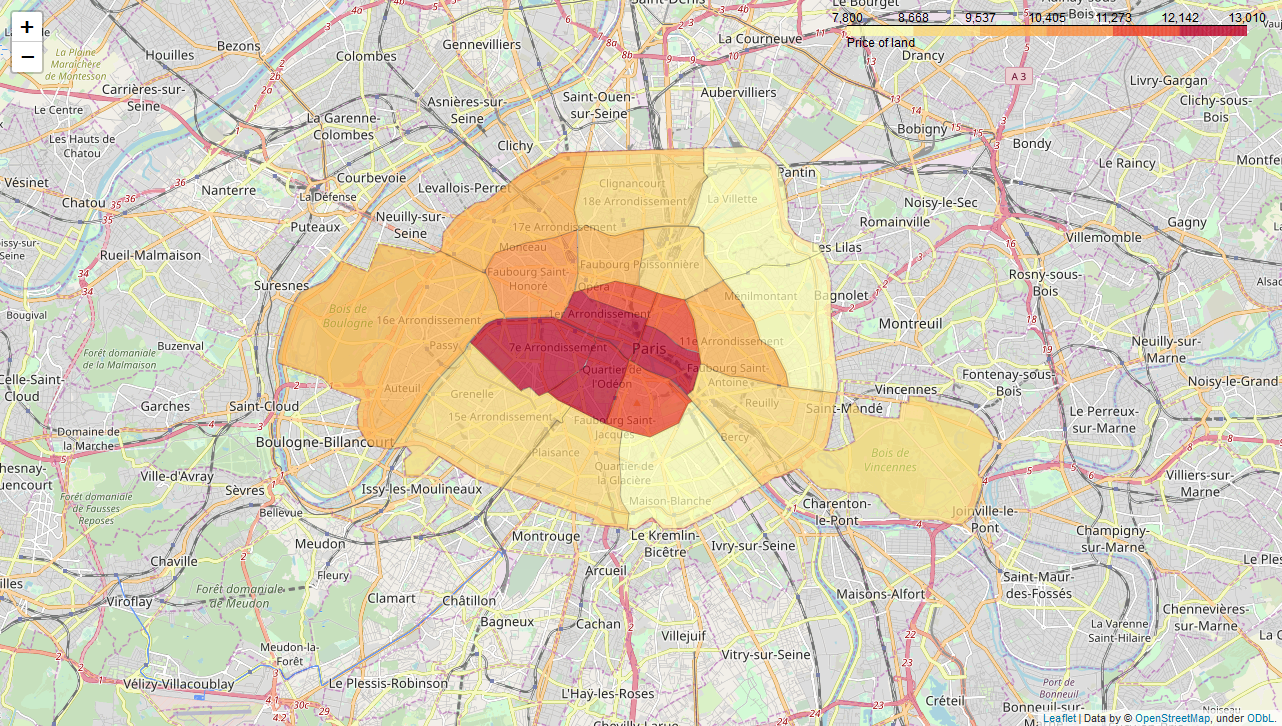 +
−
7,800 8,668 9,537 10,405 11,273 12,142 13,010
Price of land
Saint-Denis
Le Bourget
Bois
Houilles
Bezons
Gennevilliers
La Courneuve
Drancy
La Plaine
Maraîchère
de Montesson
Colombes
A 3
Livry-Gargan
Carrières-sur-
Seine
Asnières-sur-
Seine
Saint-Ouen-
sur-Seine
Aubervilliers
Clichy-sous-
Bois
Le Centre
La Garenne-
Colombes
Bobigny
Les Hauts de
Chatou
Clichy
Bondy
Pantin
Le Raincy
Vésinet
Nanterre
Courbevoie
Levallois-Perret
Clignancourt
18e Arrondissement
La Villette
Chatou
La Défense
Noisy-le-Sec
Puteaux
Neuilly-sur-
Seine
17e Arrondissement
Romainville
Gagny
Villemomble
Rueil-Malmaison
Monceau
Les Lilas
Faubourg Saint-
Honoré
Faubourg Poissonnière
Opéra
Rosny-sous-
Bois
Suresnes
Ménilmontant
Bagnolet
Bougival
Bois de
Boulogne
16e Arrondissement
1er Arrondissement
Montreuil
Buzenval
Passy
7e Arrondissement
Paris
11e Arrondissement
Neuilly-sur-
Marne
Forêt domaniale
de la Malmaison
Quartier de
l'Odéon
Faubourg Saint-
Antoine
Fontenay-sous-
Bois
Celle-Saint-
Cloud
Auteuil
Grenelle
Reuilly
Vincennes
Noisy-le-Grand
Garches
Saint-Cloud
15e Arrondissement
Faubourg Saint-
Jacques
Saint-Mandé
Le Perreux-
sur-Marne
Domaine de
la Marche
Boulogne-Billancourt
Bercy
Plaisance
Bois de
Vincennes
Ville-d'Avray
Quartier de
la Glacière
Villiers-sur-
Marne
Sèvres
Issy-les-Moulineaux
Maison-Blanche
Forêt domaniale
de Fausses
Reposes
Bellevue
Charenton-
le-Pont
Joinville-le-
Pont
Meudon
Montrouge
Le Kremlin-
Bicêtre
Ivry-sur-Seine
Champigny-
sur-Marne
Chaville
Arcueil
Fleury
Forêt domaniale
de Meudon
Clamart
Châtillon
Maisons-Alfort
Saint-Maur-
des-Fossés
Viroflay
Bagneux
Cachan
Chennevières-
sur-Marne
Villejuif
La Varenne
Saint-Hilaire
Meudon-la-
Forêt
Vitry-sur-Seine
Vélizy-Villacoublay
Le Plessis-Robinson
L'Haÿ-les-Roses
Créteil
Port de
Bonneuil
Bonneuil-sur-
Leaflet | Data by © OpenStreetMap, under ODbL.